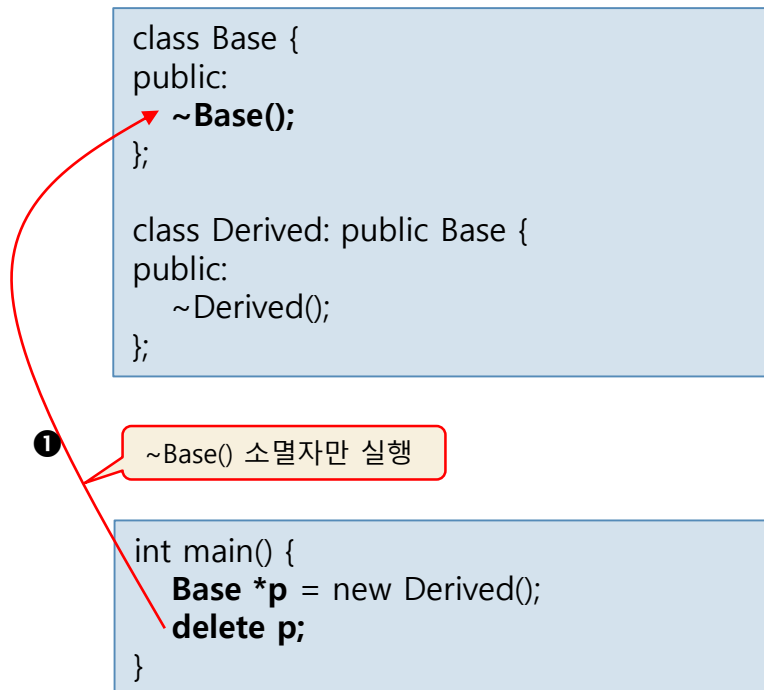 class Base {
public:
~Base();
};
class Derived: public Base {
public:
~Derived();
};
❶
~Base() 소멸자만 실행
int main() {
Base *p = new Derived();
delete p;
}